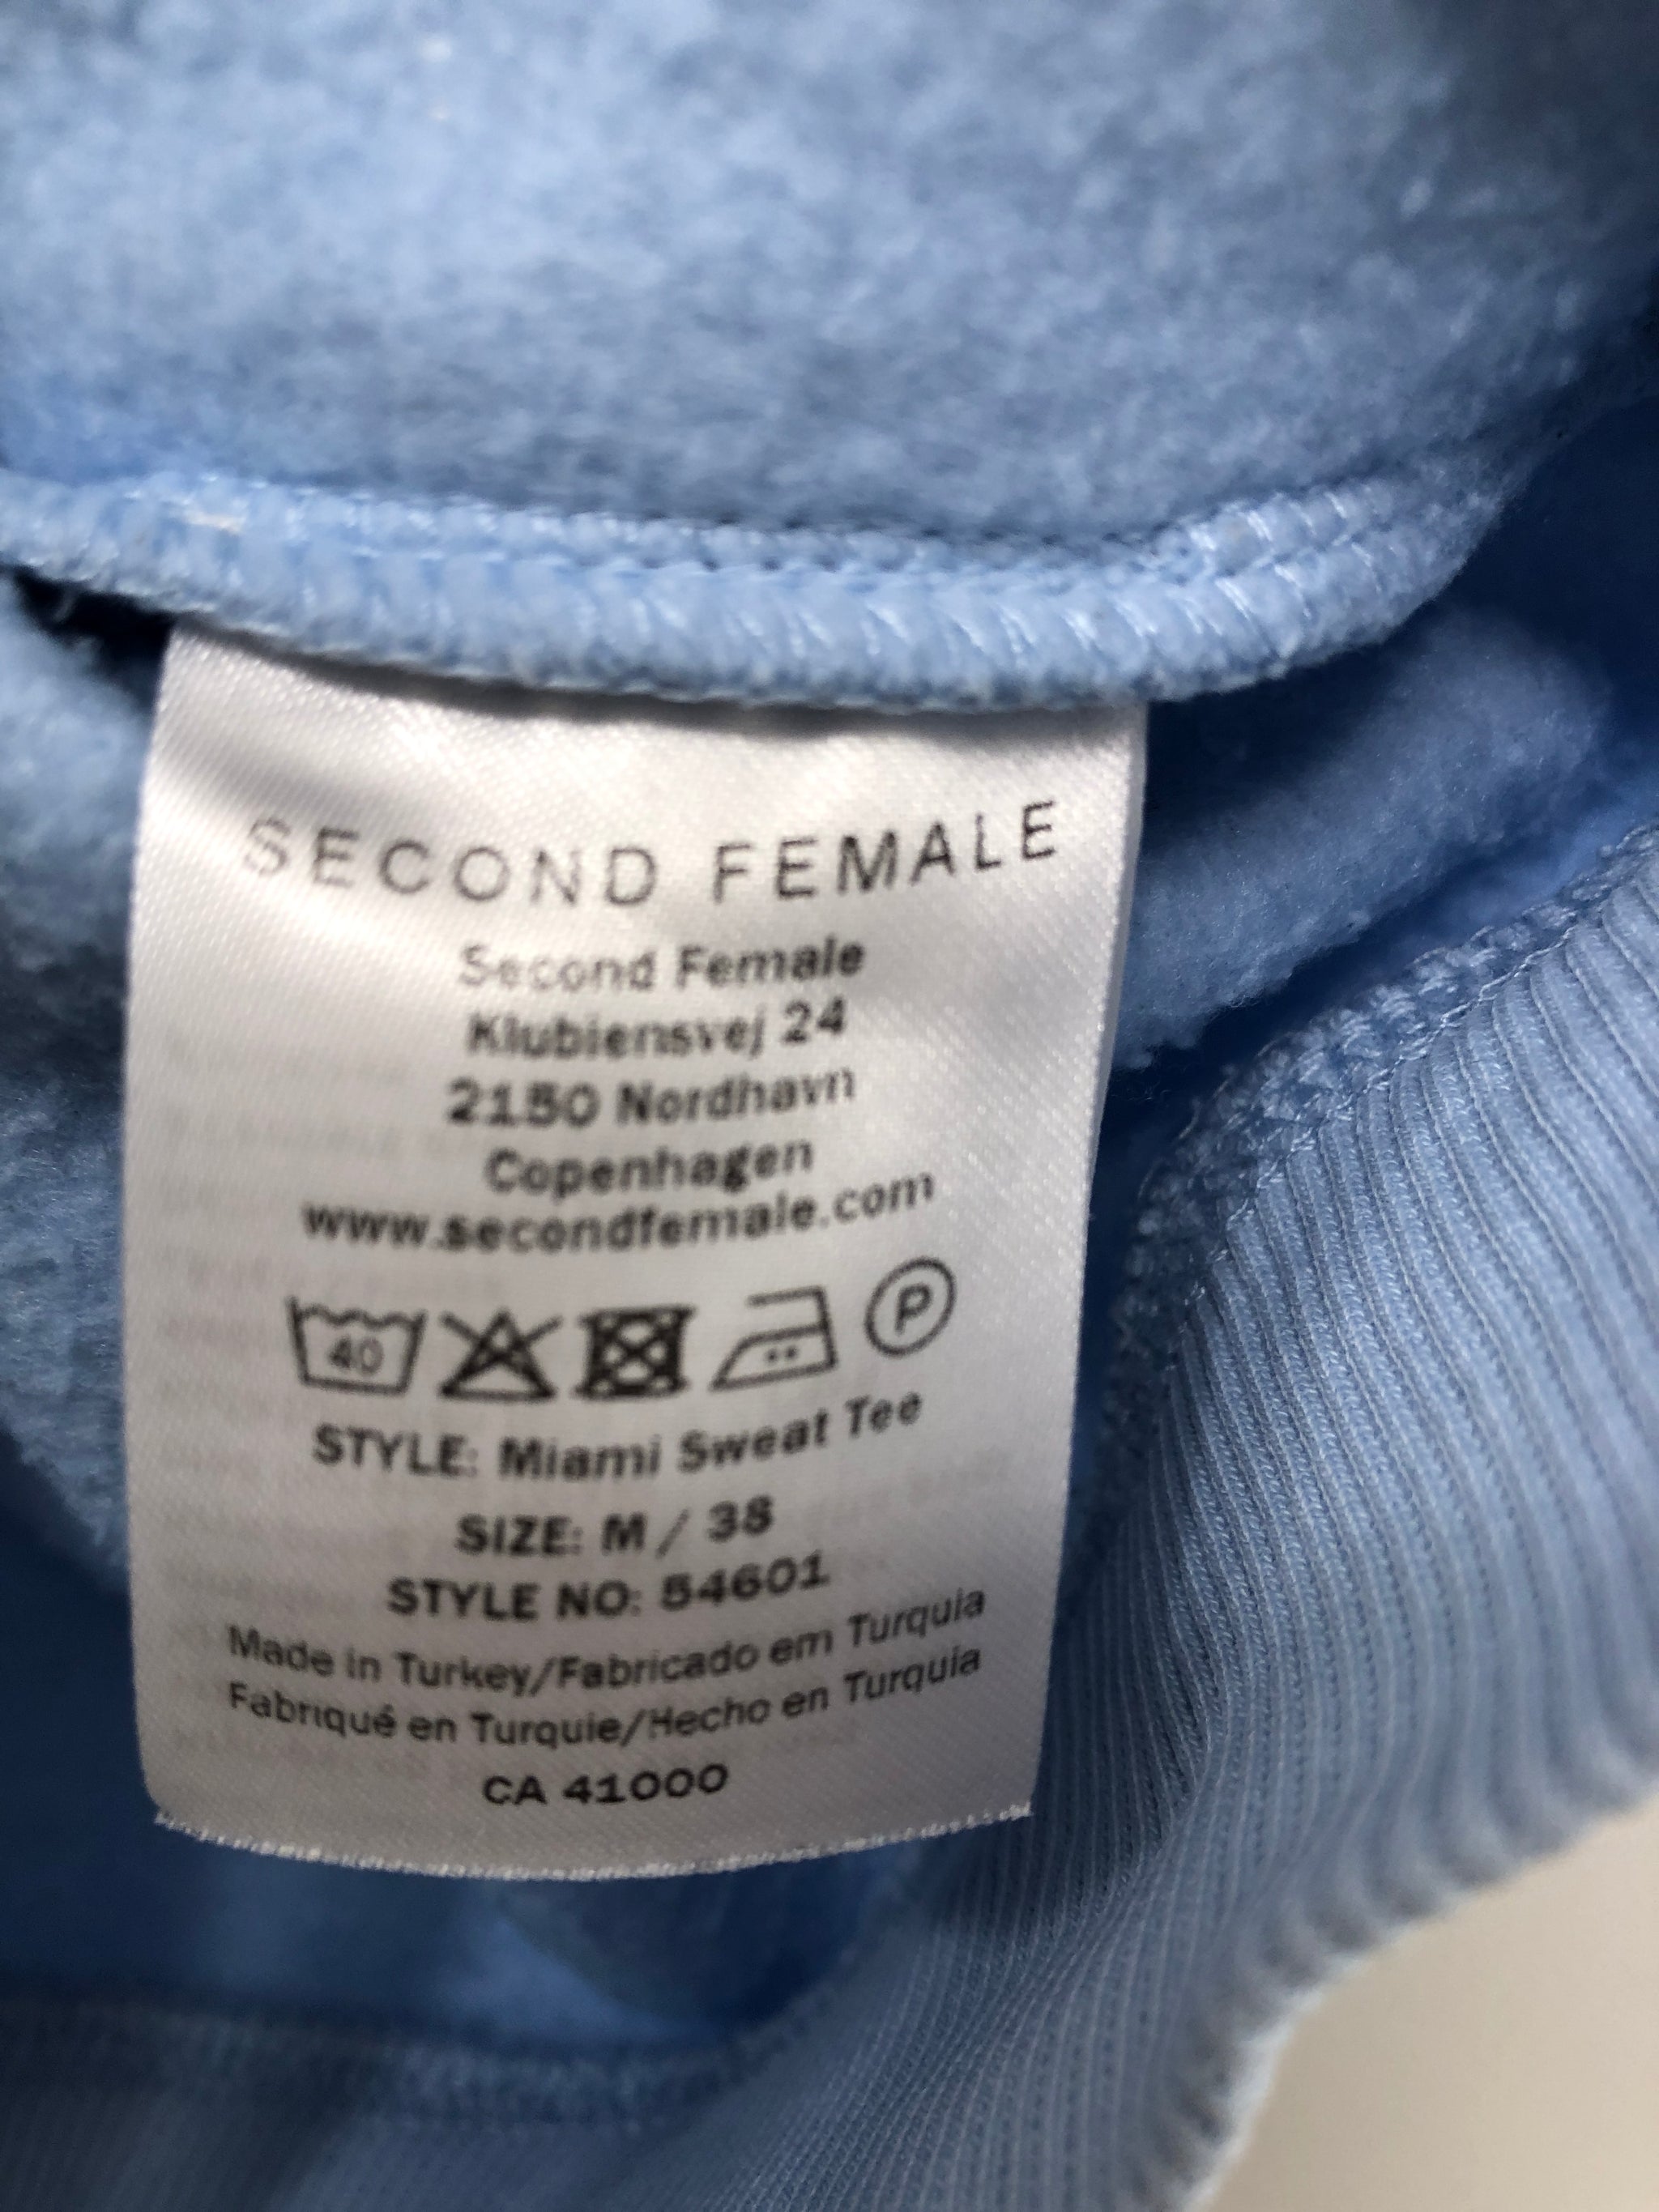 SECOND FEMALE
Second Female
Klubiensvej 24
2150 Nordhavn
Copenhagen
www.secondfemale.com
40 P
STYLE: Miami Sweat Tee
SIZE: M / 38
STYLE NO: 54601
Made in Turkey/Fabricado em Turquia
Fabriqué en Turquie/Hecho en Turquia
CA 41000